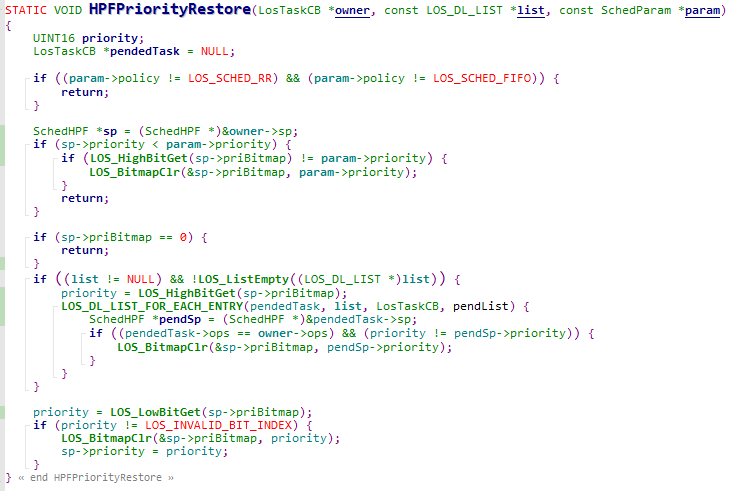 STATIC VOID HPFPriorityRestore(LosTaskCB *owner, const LOS_DL_LIST *list, const SchedParam *param)
{
    UINT16 priority;
    LosTaskCB *pendedTask = NULL;

    if ((param->policy != LOS_SCHED_RR) && (param->policy != LOS_SCHED_FIFO)) {
        return;
    }

    SchedHPF *sp = (SchedHPF *)&owner->sp;
    if (sp->priority < param->priority) {
        if (LOS_HighBitGet(sp->priBitmap) != param->priority) {
            LOS_BitmapClr(&sp->priBitmap, param->priority);
        }
        return;
    }

    if (sp->priBitmap == 0) {
        return;
    }
    if ((list != NULL) && !LOS_ListEmpty((LOS_DL_LIST *)list)) {
        priority = LOS_HighBitGet(sp->priBitmap);
        LOS_DL_LIST_FOR_EACH_ENTRY(pendedTask, list, LosTaskCB, pendList) {
            SchedHPF *pendSp = (SchedHPF *)&pendedTask->sp;
            if ((pendedTask->ops == owner->ops) && (priority != pendSp->priority)) {
                LOS_BitmapClr(&sp->priBitmap, pendSp->priority);
            }
        }
    }

    priority = LOS_LowBitGet(sp->priBitmap);
    if (priority != LOS_INVALID_BIT_INDEX) {
        LOS_BitmapClr(&sp->priBitmap, priority);
        sp->priority = priority;
    }
} « end HPFPriorityRestore »